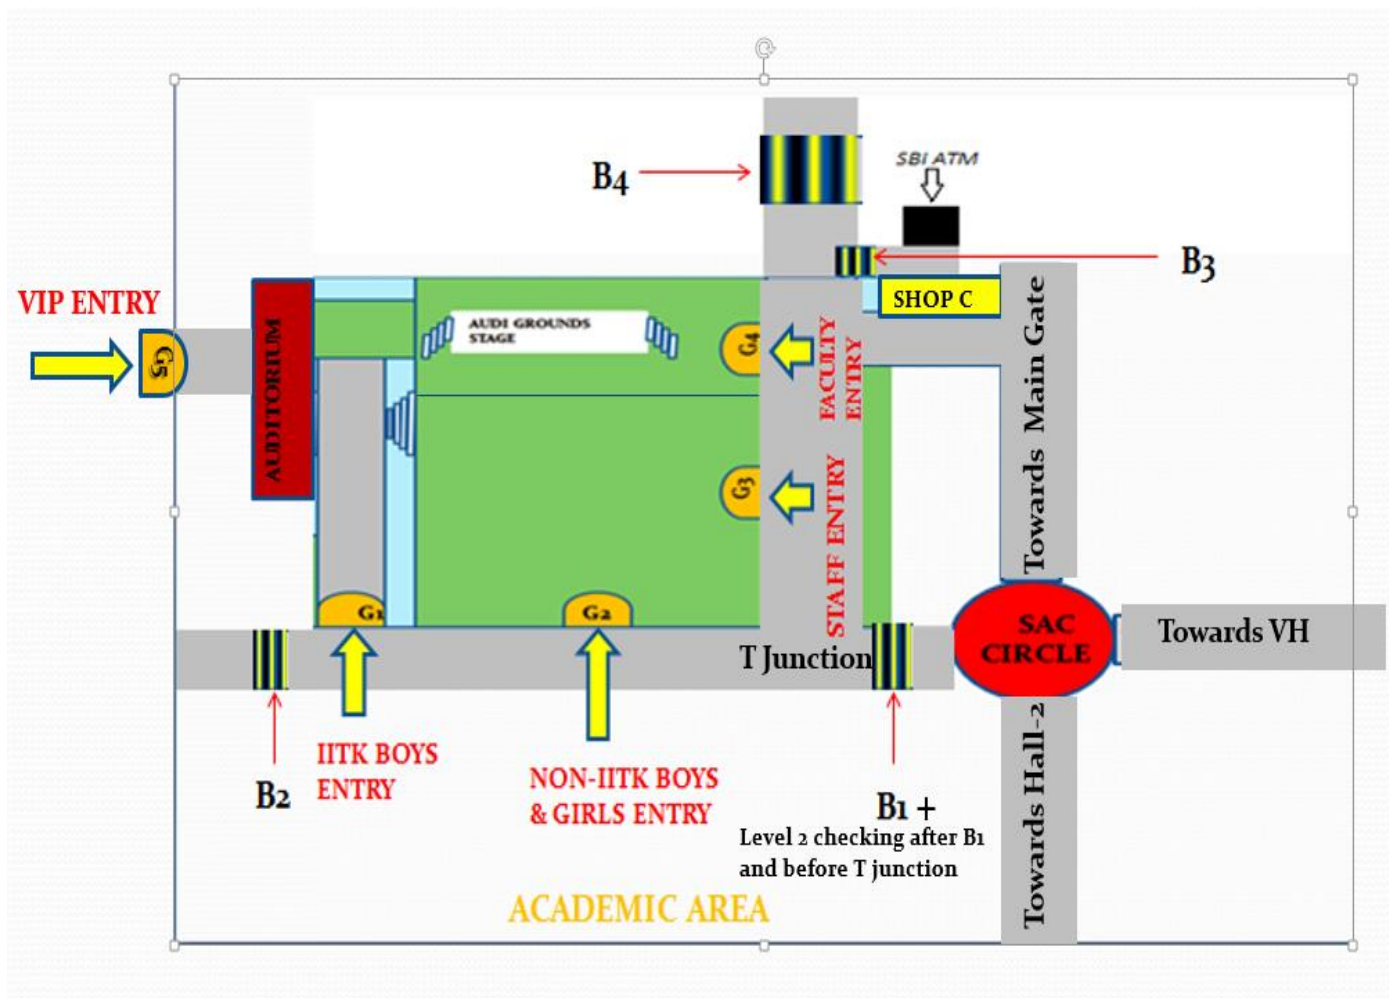 SBI ATM
B4
B3
VIP ENTRY
SHOP C
AUDI GROUNDS
STAGE
G5
AUDITORIUM
G4
FACULTY
ENTRY
Towards Main Gate
G3
STAFF ENTRY
G1
G2
SAC
CIRCLE
Towards VH
T Junction
IITK BOYS
ENTRY
B2
NON-IITK BOYS
& GIRLS ENTRY
B1 +
Level 2 checking after B1
and before T junction
Towards Hall-2
ACADEMIC AREA